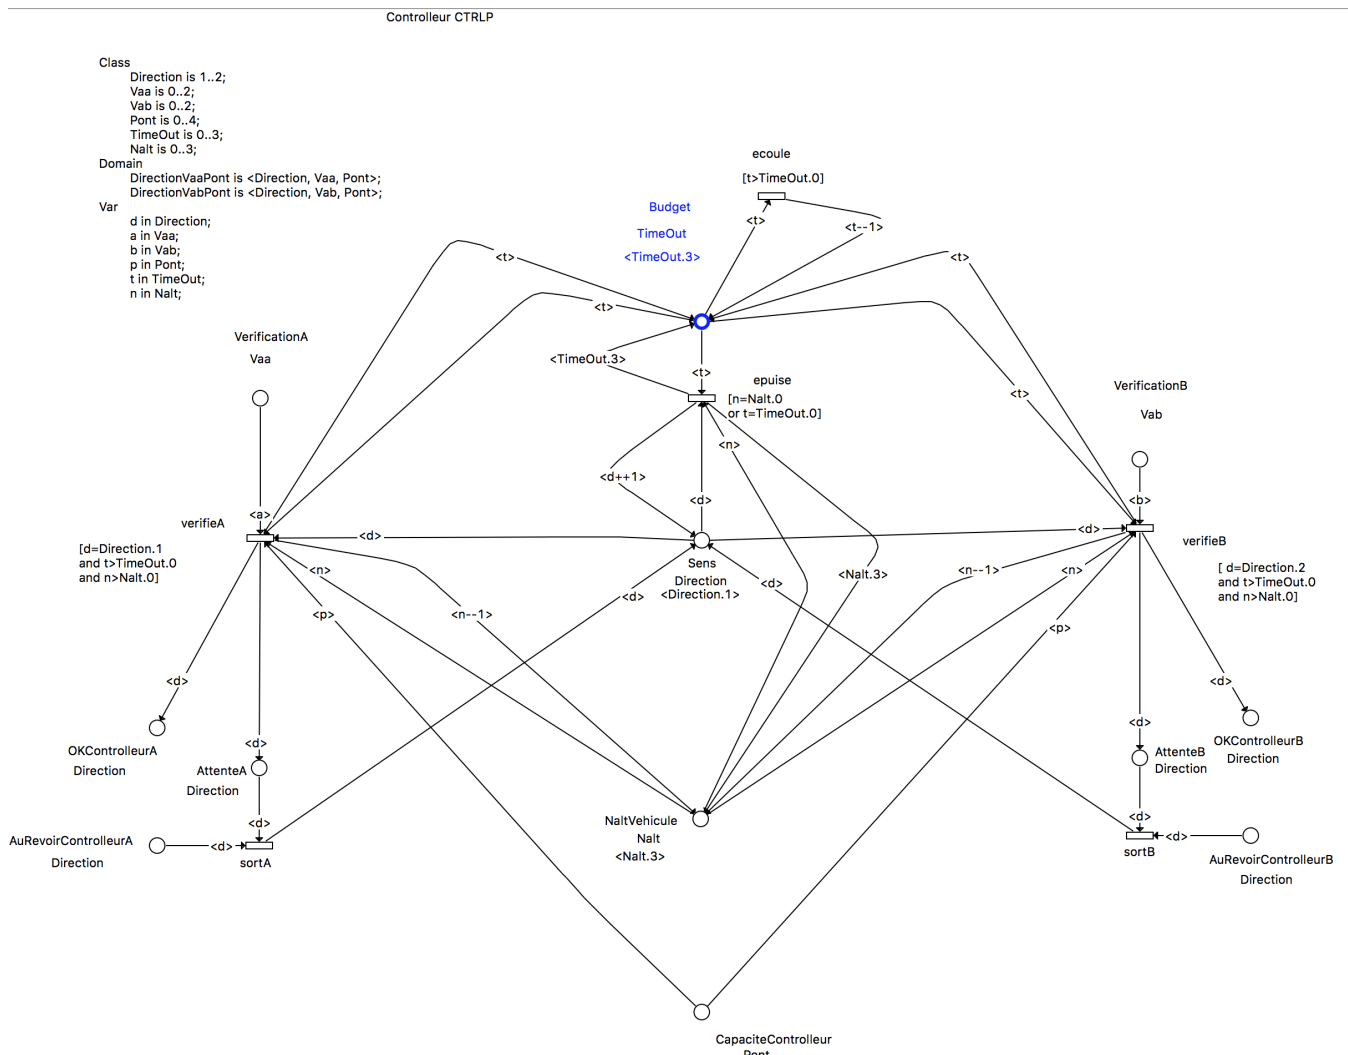 Controlleur CTRLP
Class
Direction is 1..2;
Vaa is 0..2;
Vab is 0..2;
Pont is 0..4;
TimeOut is 0..3;
Nalt is 0..3;
Domain
DirectionVaaPont is <Direction, Vaa, Pont>;
DirectionVabPont is <Direction, Vab, Pont>;
Var
d in Direction;
a in Vaa;
b in Vab;
p in Pont;
t in TimeOut;
n in Nalt;
ecoule
[t>TimeOut.0]
Budget
TimeOut
<TimeOut.3>
<t>
<t--1>
<t>
<t>
<t>
<TimeOut.3>
<t>
<t>
VerificationA
Vaa
epuise
[n=Nalt.0
or t=TimeOut.0]
VerificationB
Vab
<n>
<d++1>
<d>
<a>
<b>
verifieA
[d=Direction.1
and t>TimeOut.0
and n>Nalt.0]
<d>
<d>
verifieB
[ d=Direction.2
and t>TimeOut.0
and n>Nalt.0]
Sens
Direction
<Direction.1>
<n>
<p>
<n--1>
<d>
<d>
<Nalt.3>
<n--1>
<n>
<p>
<d>
<d>
OKControlleurA
Direction
<d>
AttenteA
Direction
<d>
AttenteB
Direction
OKControlleurB
Direction
<d>
<d>
NaltVehicule
Nalt
<Nalt.3>
AuRevoirControlleurA
Direction
<d>
sortA
sortB
<d>
AuRevoirControlleurB
Direction
CapaciteControlleur
Pont